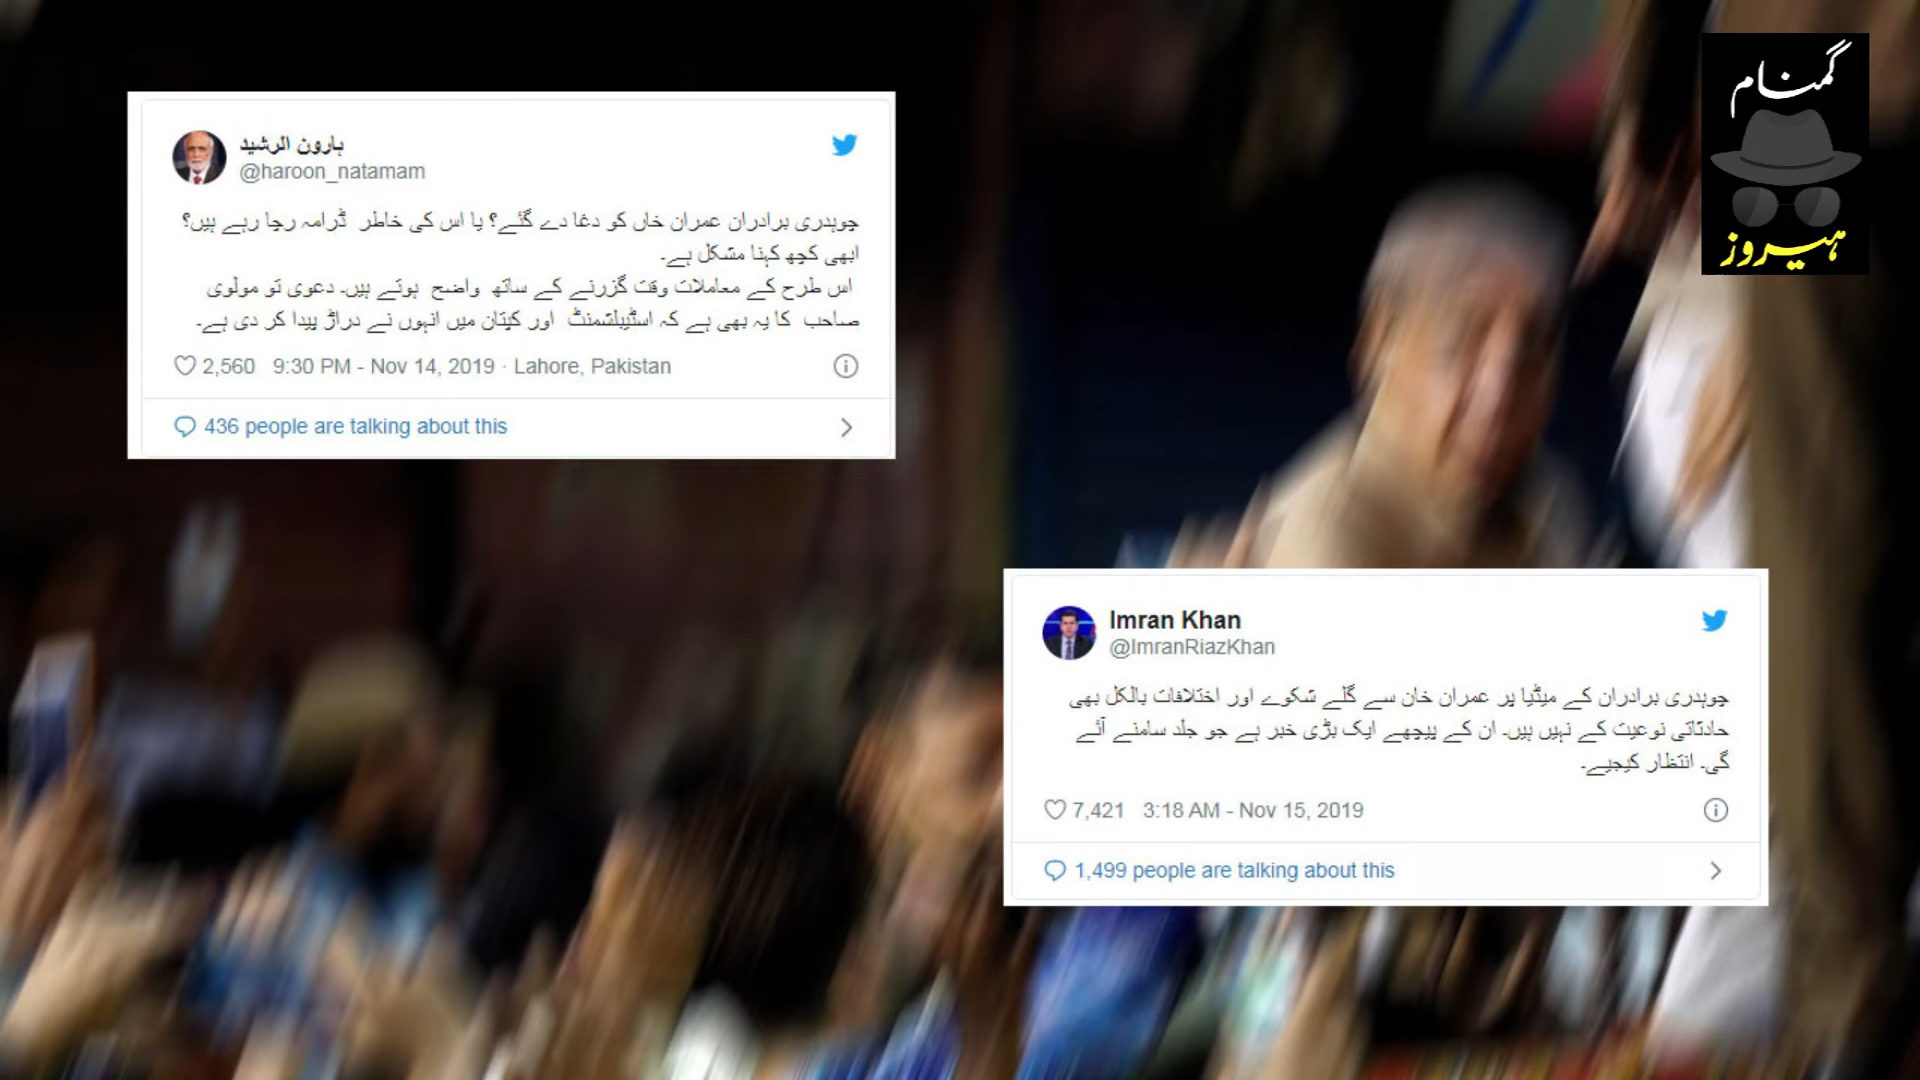 ہارون الرشید
@haroon_natamam
چوہدری برادران عمران خاں کو دغا دے گئے؟ یا اس کی خاطر ڈرامہ رچا رہے ہیں؟
ابھی کچھ کہنا مشکل ہے۔
اس طرح کے معاملات وقت گزرنے کے ساتھ واضح ہوتے ہیں۔ دعوی تو مولوی
صاحب کا یہ بھی ہے کہ اسٹیبلشمنٹ اور کپتان میں انہوں نے دراڑ پیدا کر دی ہے۔
2,560 9:30 PM - Nov 14, 2019 · Lahore, Pakistan
436 people are talking about this
گمنام
ہیروز
Imran Khan
@ImranRiazKhan
چوہدری برادران کے میڈیا پر عمران خان سے گلے شکوے اور اختلافات بالکل بھی
حادثاتی نوعیت کے نہیں ہیں۔ ان کے پیچھے ایک بڑی خبر ہے جو جلد سامنے آئے
گی۔ انتظار کیجیے۔
7,421 3:18 AM - Nov 15, 2019
1,499 people are talking about this